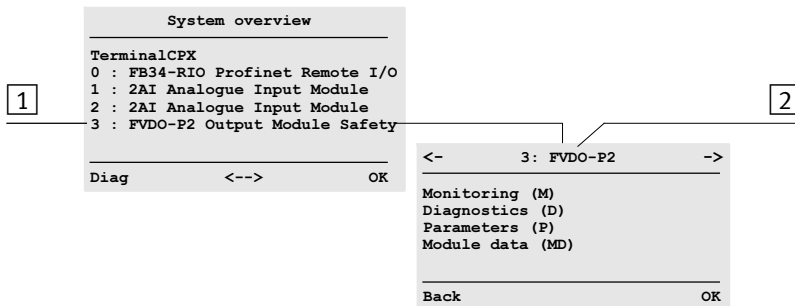 System overview
TerminalCPX
0 : FB34-RIO Profinet Remote I/O
1 : 2AI Analogue Input Module
2 : 2AI Analogue Input Module
3 : FVDO-P2 Output Module Safety
Diag <--> OK
1
2
<- 3: FVDO-P2 ->
Monitoring (M)
Diagnostics (D)
Parameters (P)
Module data (MD)
Back OK